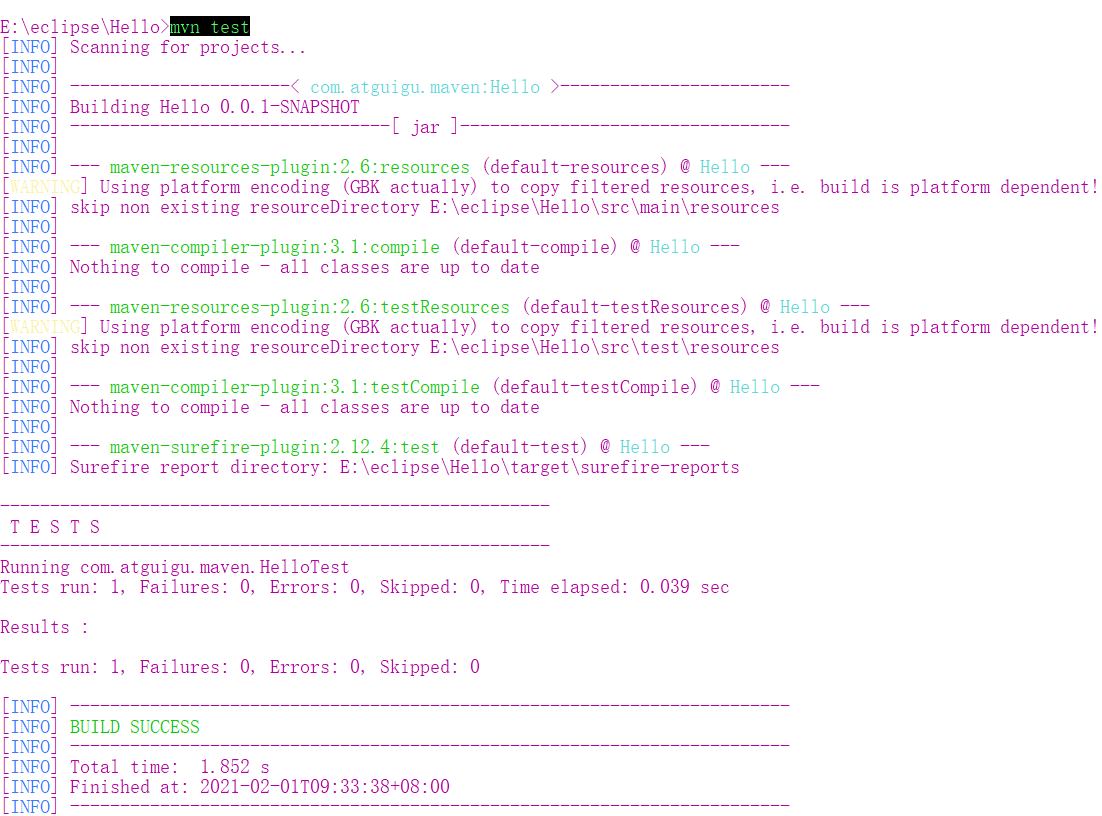 E:\eclipse\Hello>mvn test
[INFO] Scanning for projects...
[INFO]
[INFO] ----------------------< com.atguigu.maven:Hello >-----------------------
[INFO] Building Hello 0.0.1-SNAPSHOT
[INFO] --------------------------------[ jar ]---------------------------------
[INFO]
[INFO] --- maven-resources-plugin:2.6:resources (default-resources) @ Hello ---
[WARNING] Using platform encoding (GBK actually) to copy filtered resources, i.e. build is platform dependent!
[INFO] skip non existing resourceDirectory E:\eclipse\Hello\src\main\resources
[INFO]
[INFO] --- maven-compiler-plugin:3.1:compile (default-compile) @ Hello ---
[INFO] Nothing to compile - all classes are up to date
[INFO]
[INFO] --- maven-resources-plugin:2.6:testResources (default-testResources) @ Hello ---
[WARNING] Using platform encoding (GBK actually) to copy filtered resources, i.e. build is platform dependent!
[INFO] skip non existing resourceDirectory E:\eclipse\Hello\src\test\resources
[INFO]
[INFO] --- maven-compiler-plugin:3.1:testCompile (default-testCompile) @ Hello ---
[INFO] Nothing to compile - all classes are up to date
[INFO]
[INFO] --- maven-surefire-plugin:2.12.4:test (default-test) @ Hello ---
[INFO] Surefire report directory: E:\eclipse\Hello\target\surefire-reports
-------------------------------------------------------
T E S T S
-------------------------------------------------------
Running com.atguigu.maven.HelloTest
Tests run: 1, Failures: 0, Errors: 0, Skipped: 0, Time elapsed: 0.039 sec
Results :
Tests run: 1, Failures: 0, Errors: 0, Skipped: 0
[INFO] ------------------------------------------------------------------------
[INFO] BUILD SUCCESS
[INFO] ------------------------------------------------------------------------
[INFO] Total time:  1.852 s
[INFO] Finished at: 2021-02-01T09:33:38+08:00
[INFO] ------------------------------------------------------------------------